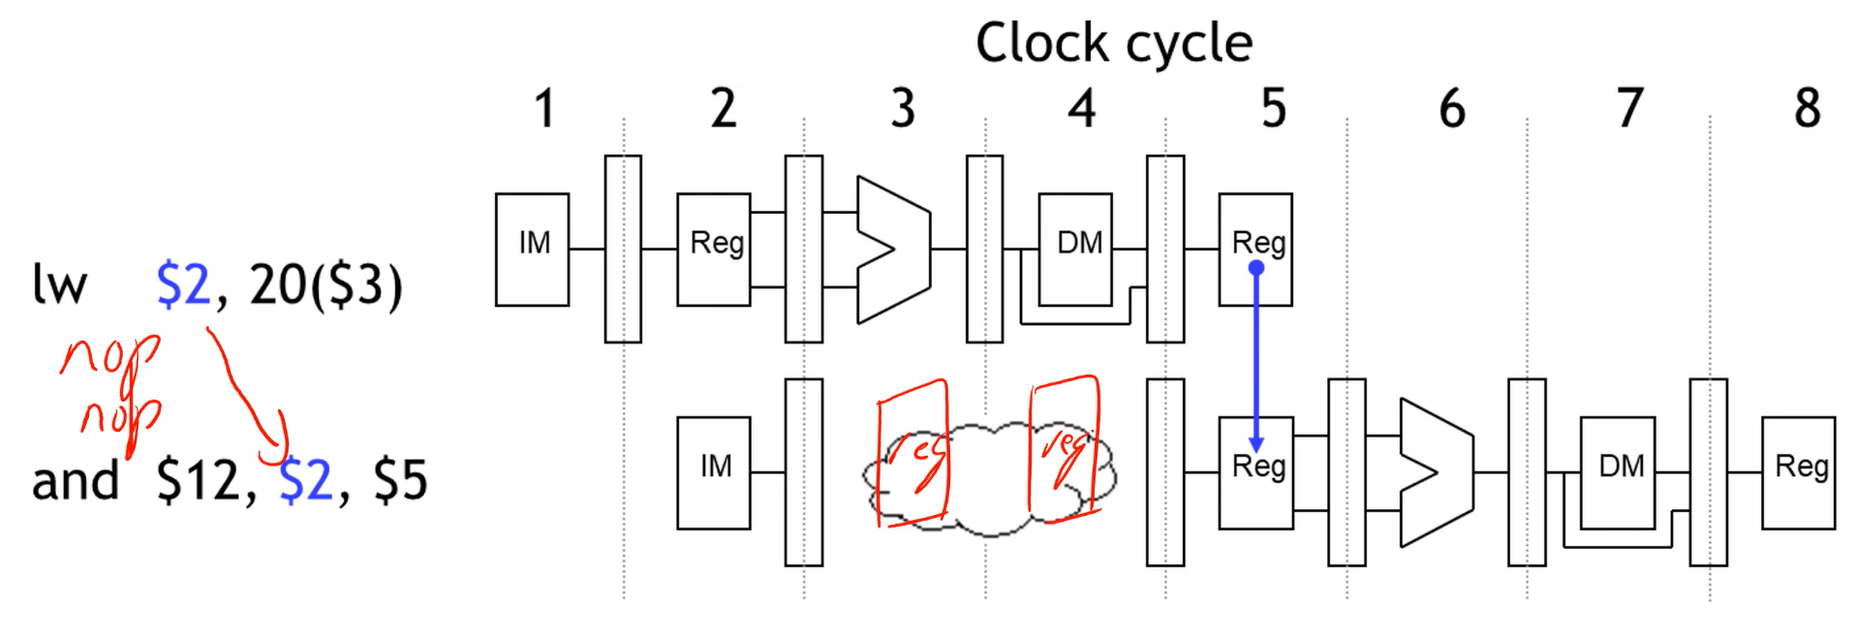 Clock cycle
1 2 3 4 5 6 7 8
IM Reg DM Reg
lw $2, 20($3)
nop
nop
reg reg
IM Reg DM Reg
and $12, $2, $5